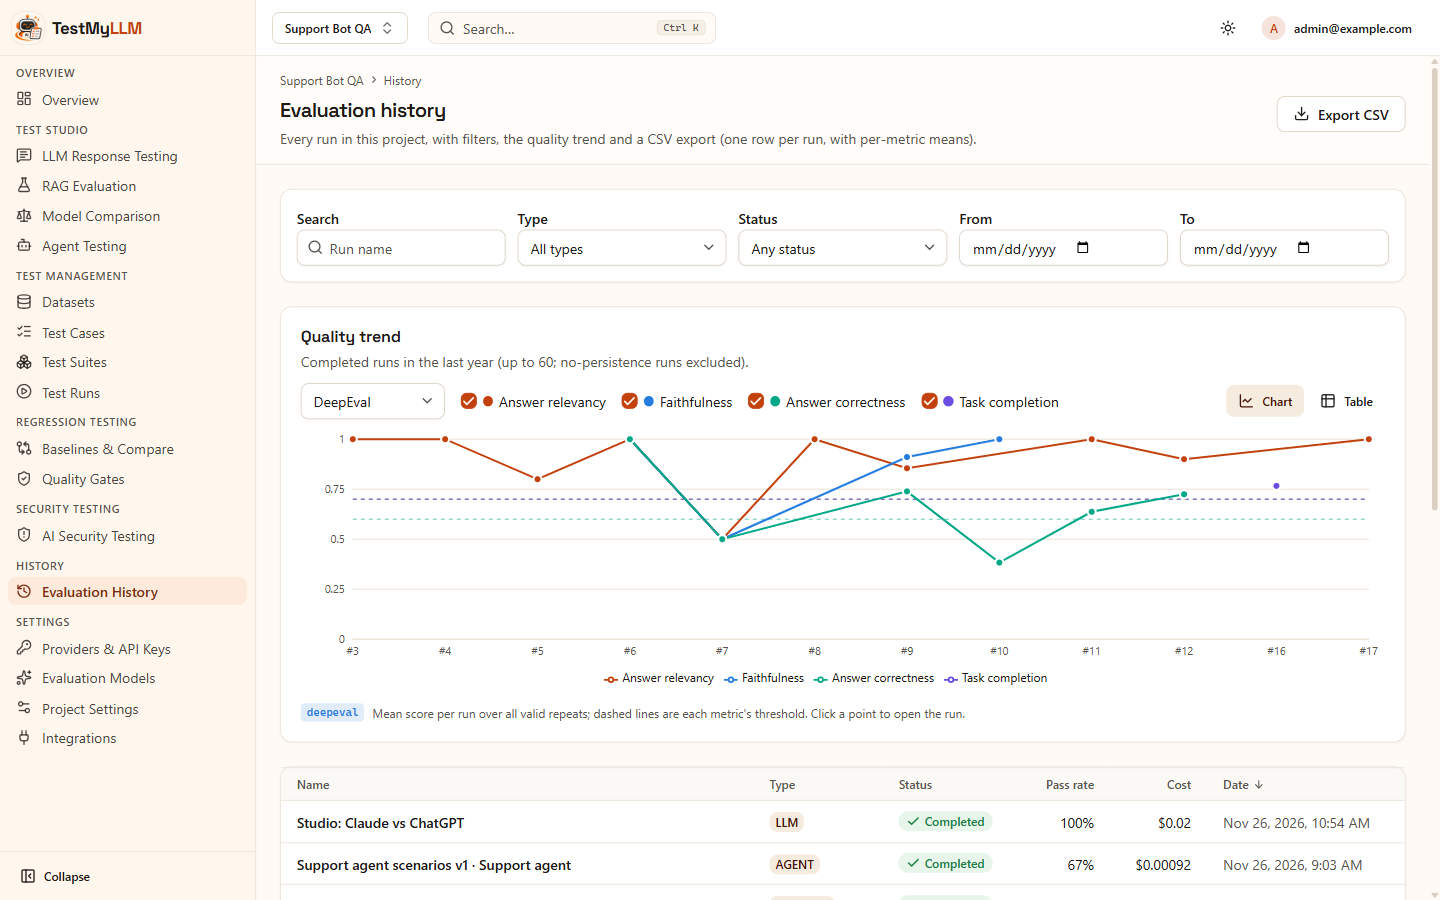 TestMyLLM
Support Bot QA
Search...
Ctrl K
A
admin@example.com
OVERVIEW
Overview
TEST STUDIO
LLM Response Testing
RAG Evaluation
Model Comparison
Agent Testing
TEST MANAGEMENT
Datasets
Test Cases
Test Suites
Test Runs
REGRESSION TESTING
Baselines & Compare
Quality Gates
SECURITY TESTING
AI Security Testing
HISTORY
Evaluation History
SETTINGS
Providers & API Keys
Evaluation Models
Project Settings
Integrations
Collapse
Support Bot QA > History
Evaluation history
Every run in this project, with filters, the quality trend and a CSV export (one row per run, with per-metric means).
Export CSV
Search Type Status From To
Run name All types Any status mm/dd/yyyy mm/dd/yyyy
Quality trend
Completed runs in the last year (up to 60; no-persistence runs excluded).
DeepEval Answer relevancy Faithfulness Answer correctness Task completion Chart Table
1
0.75
0.5
0.25
0
#3 #4 #5 #6 #7 #8 #9 #10 #11 #12 #16 #17
Answer relevancy Faithfulness Answer correctness Task completion
deepeval Mean score per run over all valid repeats; dashed lines are each metric's threshold. Click a point to open the run.
Name Type Status Pass rate Cost Date ↓
Studio: Claude vs ChatGPT LLM Completed 100% $0.02 Nov 26, 2026, 10:54 AM
Support agent scenarios v1 · Support agent AGENT Completed 67% $0.00092 Nov 26, 2026, 9:03 AM